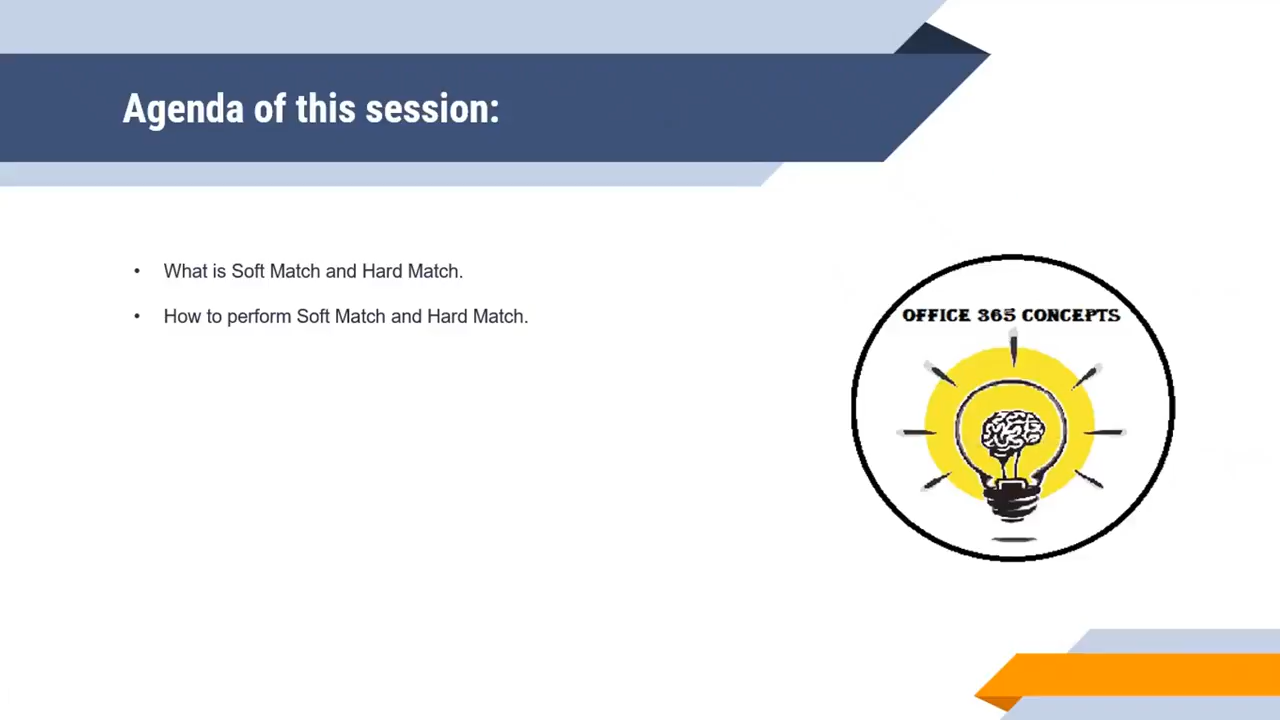 Agenda of this session:
• What is Soft Match and Hard Match.
• How to perform Soft Match and Hard Match.
OFFICE 365 CONCEPTS